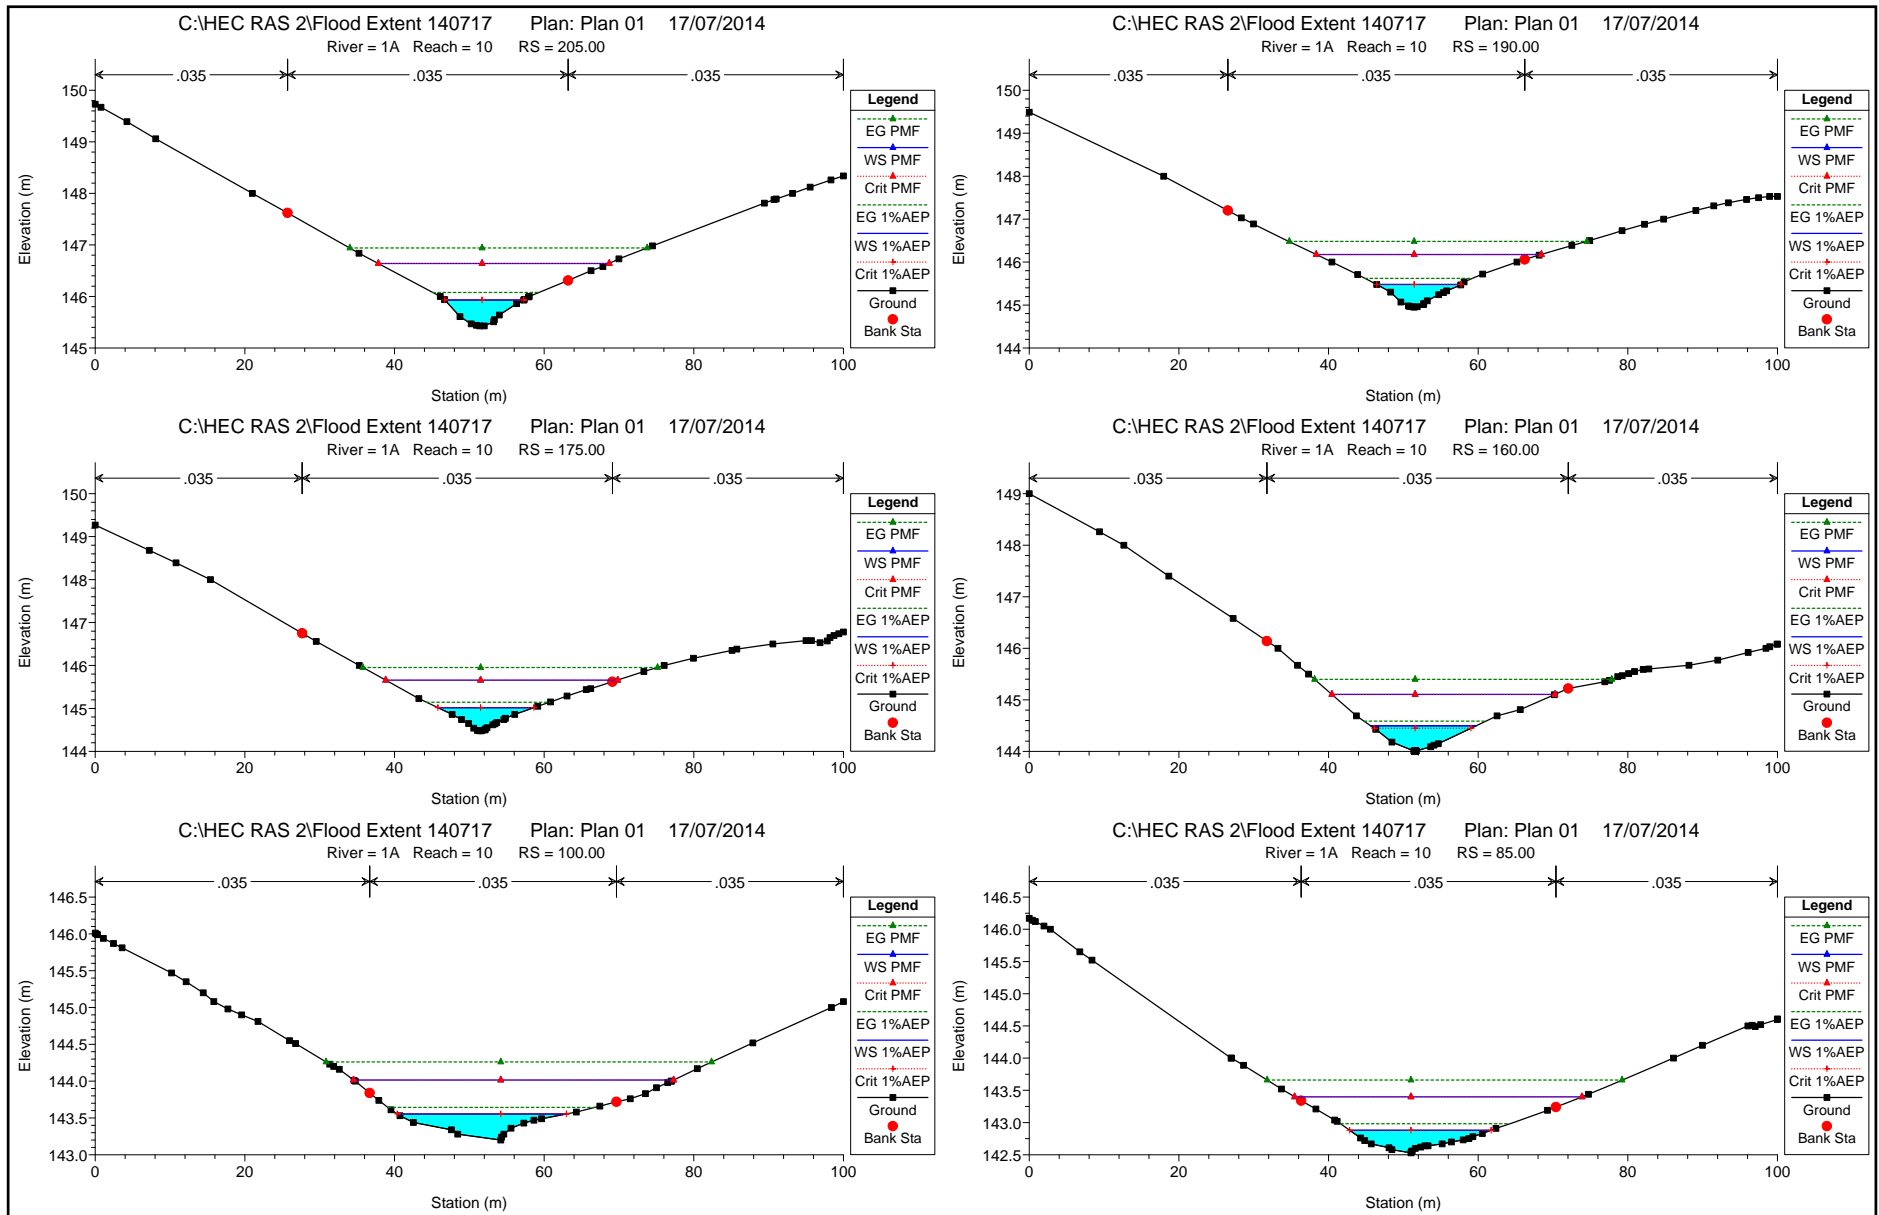 C:\HEC RAS 2\Flood Extent 140717 Plan: Plan 01 17/07/2014
River = 1A Reach = 10 RS = 205.00
.035 .035 .035
150
149
148
147
146
145
Elevation (m)
0 20 40 60 80 100
Station (m)
Legend
EG PMF
WS PMF
Crit PMF
EG 1%AEP
WS 1%AEP
Crit 1%AEP
Ground
Bank Sta
C:\HEC RAS 2\Flood Extent 140717 Plan: Plan 01 17/07/2014
River = 1A Reach = 10 RS = 190.00
.035 .035 .035
150
149
148
147
146
145
144
Elevation (m)
0 20 40 60 80 100
Station (m)
Legend
EG PMF
WS PMF
Crit PMF
EG 1%AEP
WS 1%AEP
Crit 1%AEP
Ground
Bank Sta
C:\HEC RAS 2\Flood Extent 140717 Plan: Plan 01 17/07/2014
River = 1A Reach = 10 RS = 175.00
.035 .035 .035
150
149
148
147
146
145
144
Elevation (m)
0 20 40 60 80 100
Station (m)
Legend
EG PMF
WS PMF
Crit PMF
EG 1%AEP
WS 1%AEP
Crit 1%AEP
Ground
Bank Sta
C:\HEC RAS 2\Flood Extent 140717 Plan: Plan 01 17/07/2014
River = 1A Reach = 10 RS = 160.00
.035 .035 .035
149
148
147
146
145
144
Elevation (m)
0 20 40 60 80 100
Station (m)
Legend
EG PMF
WS PMF
Crit PMF
EG 1%AEP
WS 1%AEP
Crit 1%AEP
Ground
Bank Sta
C:\HEC RAS 2\Flood Extent 140717 Plan: Plan 01 17/07/2014
River = 1A Reach = 10 RS = 100.00
.035 .035 .035
146.5
146.0
145.5
145.0
144.5
144.0
143.5
143.0
Elevation (m)
0 20 40 60 80 100
Station (m)
Legend
EG PMF
WS PMF
Crit PMF
EG 1%AEP
WS 1%AEP
Crit 1%AEP
Ground
Bank Sta
C:\HEC RAS 2\Flood Extent 140717 Plan: Plan 01 17/07/2014
River = 1A Reach = 10 RS = 85.00
.035 .035 .035
146.5
146.0
145.5
145.0
144.5
144.0
143.5
143.0
142.5
Elevation (m)
0 20 40 60 80 100
Station (m)
Legend
EG PMF
WS PMF
Crit PMF
EG 1%AEP
WS 1%AEP
Crit 1%AEP
Ground
Bank Sta